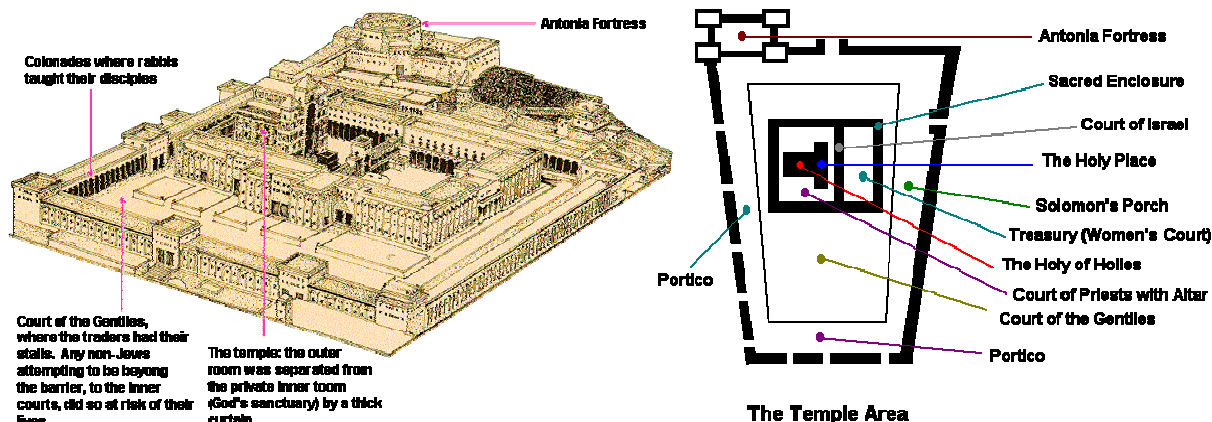 Antonia Fortress
Colonades where rabbis
taught their disciples
Court of the Gentiles,
where the traders had their
stalls. Any non-Jews
attempting to be beyong
the barrier, to the inner
courts, did so at risk of their
lives
The temple: the outer
room was separated from
the private inner toom
(God's sanctuary) by a thick
curtain
Antonia Fortress
Sacred Enclosure
Court of Israel
The Holy Place
Solomon's Porch
Treasury (Women's Court)
The Holy of Holies
Court of Priests with Altar
Court of the Gentiles
Portico
Portico
The Temple Area